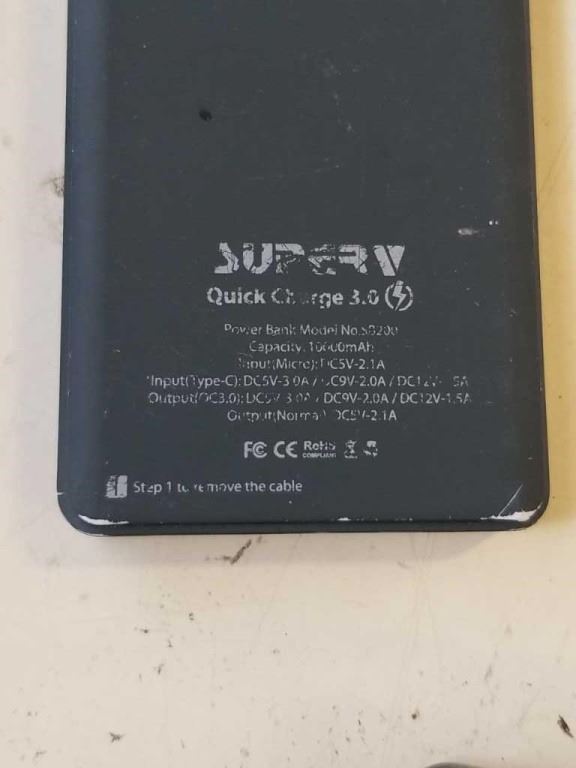 SUPER V
Quick Charge 3.0
Power Bank Model No.
Capacity: 10000mAh
Input(Micro): DC5V-2.1A
Input(Type-C): DC5V-3.0A / DC9V-2.0A / DC12V-1.5A
Output(QC3.0): DC5V-3.0A / DC9V-2.0A / DC12V-1.5A
Output(Normal) DC5V-2.1A
FC CE RoHS
COMPLIANT
Step 1 to remove the cable